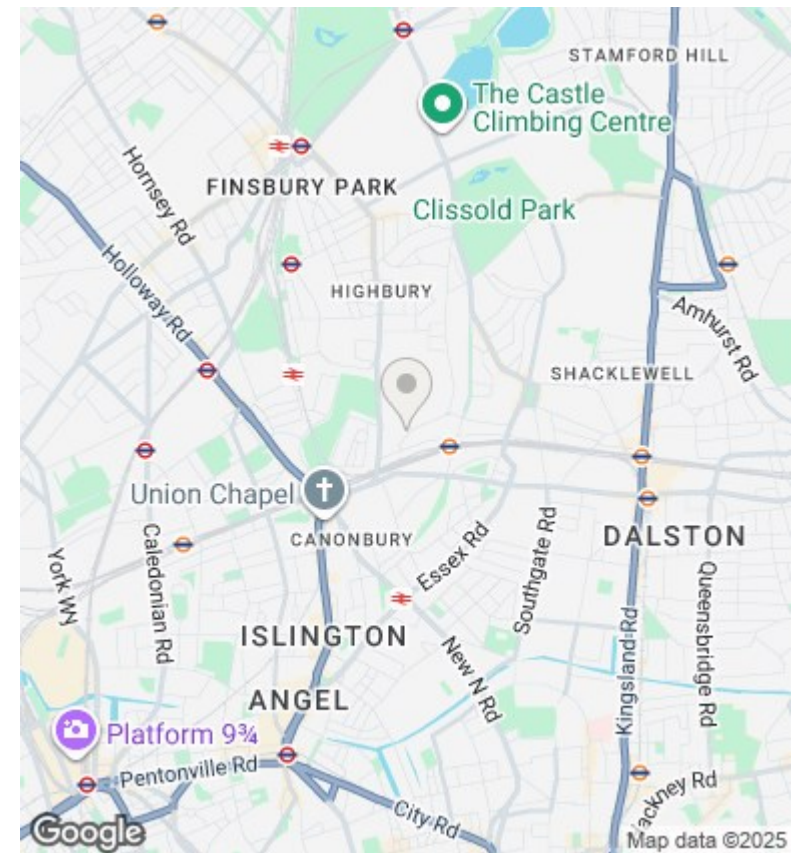 STAMFORD HILL
The Castle
Climbing Centre
Hornsey Rd
FINSBURY PARK
Clissold Park
Holloway Rd
HIGHBURY
Amhurst Rd
SHACKLEWELL
Union Chapel
CANONBURY
Essex Rd
Southgate Rd
DALSTON
York WN
Caledonian Rd
Queensbridge Rd
ISLINGTON
New N Rd
Kingsland Rd
ANGEL
Platform 9¾
Pentonville Rd
City Rd
ackney Rd
Google
Map data ©2025